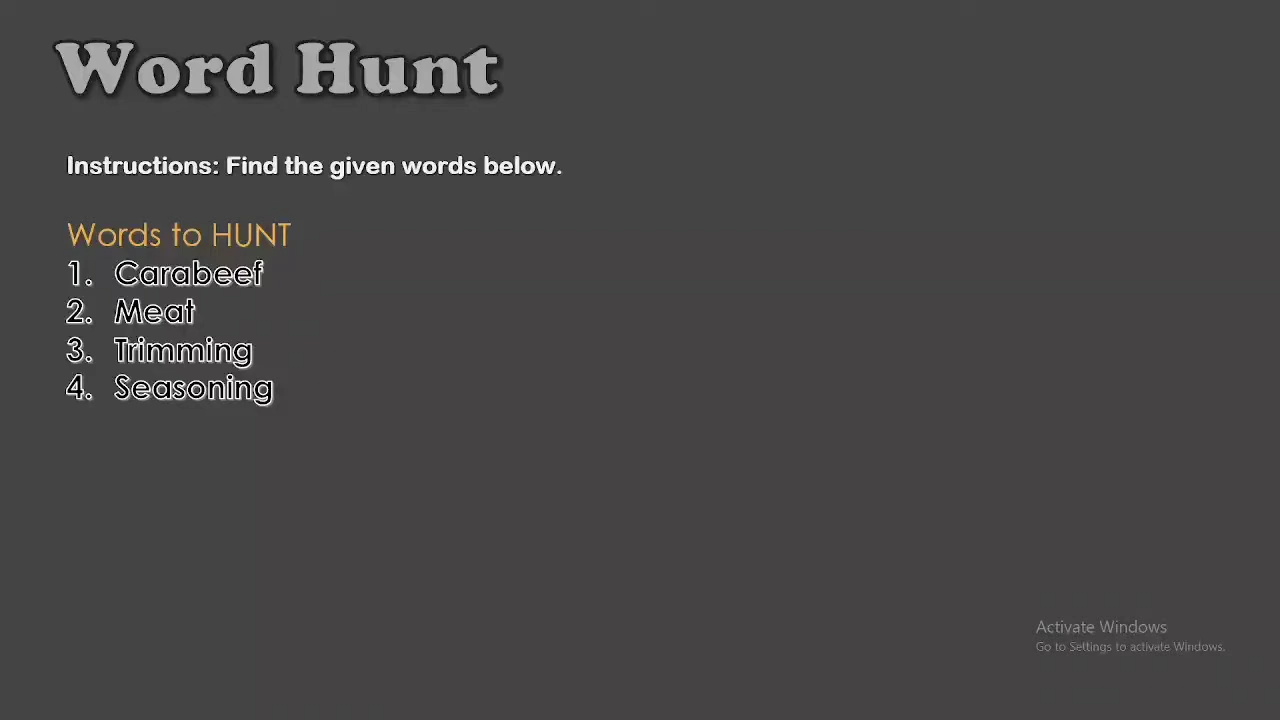 Word Hunt
Instructions: Find the given words below.
Words to HUNT
1. Carabeef
2. Meat
3. Trimming
4. Seasoning
Activate Windows
Go to Settings to activate Windows.